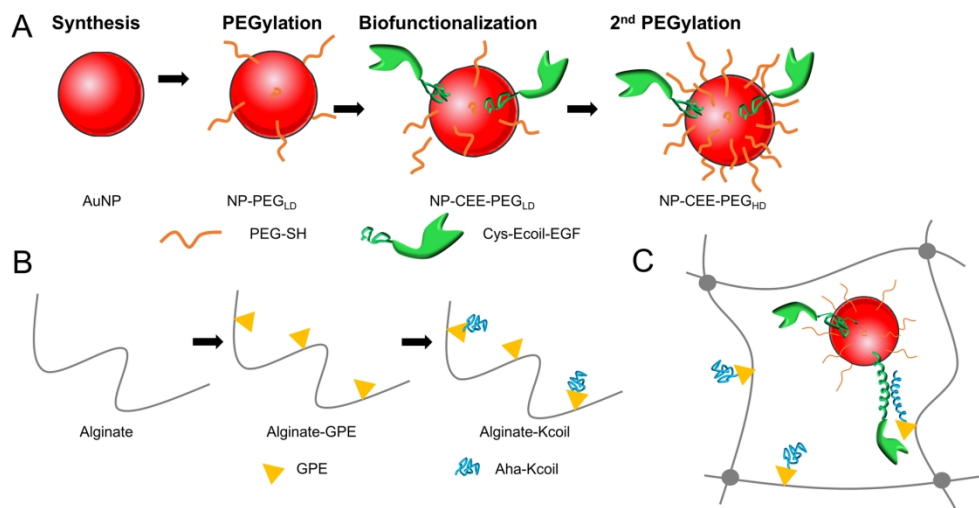 A
Synthesis
PEGylation
Biofunctionalization
2nd PEGylation
AuNP
NP-PEGLD
NP-CEE-PEGLD
NP-CEE-PEGHD
PEG-SH
Cys-Ecoil-EGF
B
C
Alginate
Alginate-GPE
Alginate-Kcoil
GPE
Aha-Kcoil